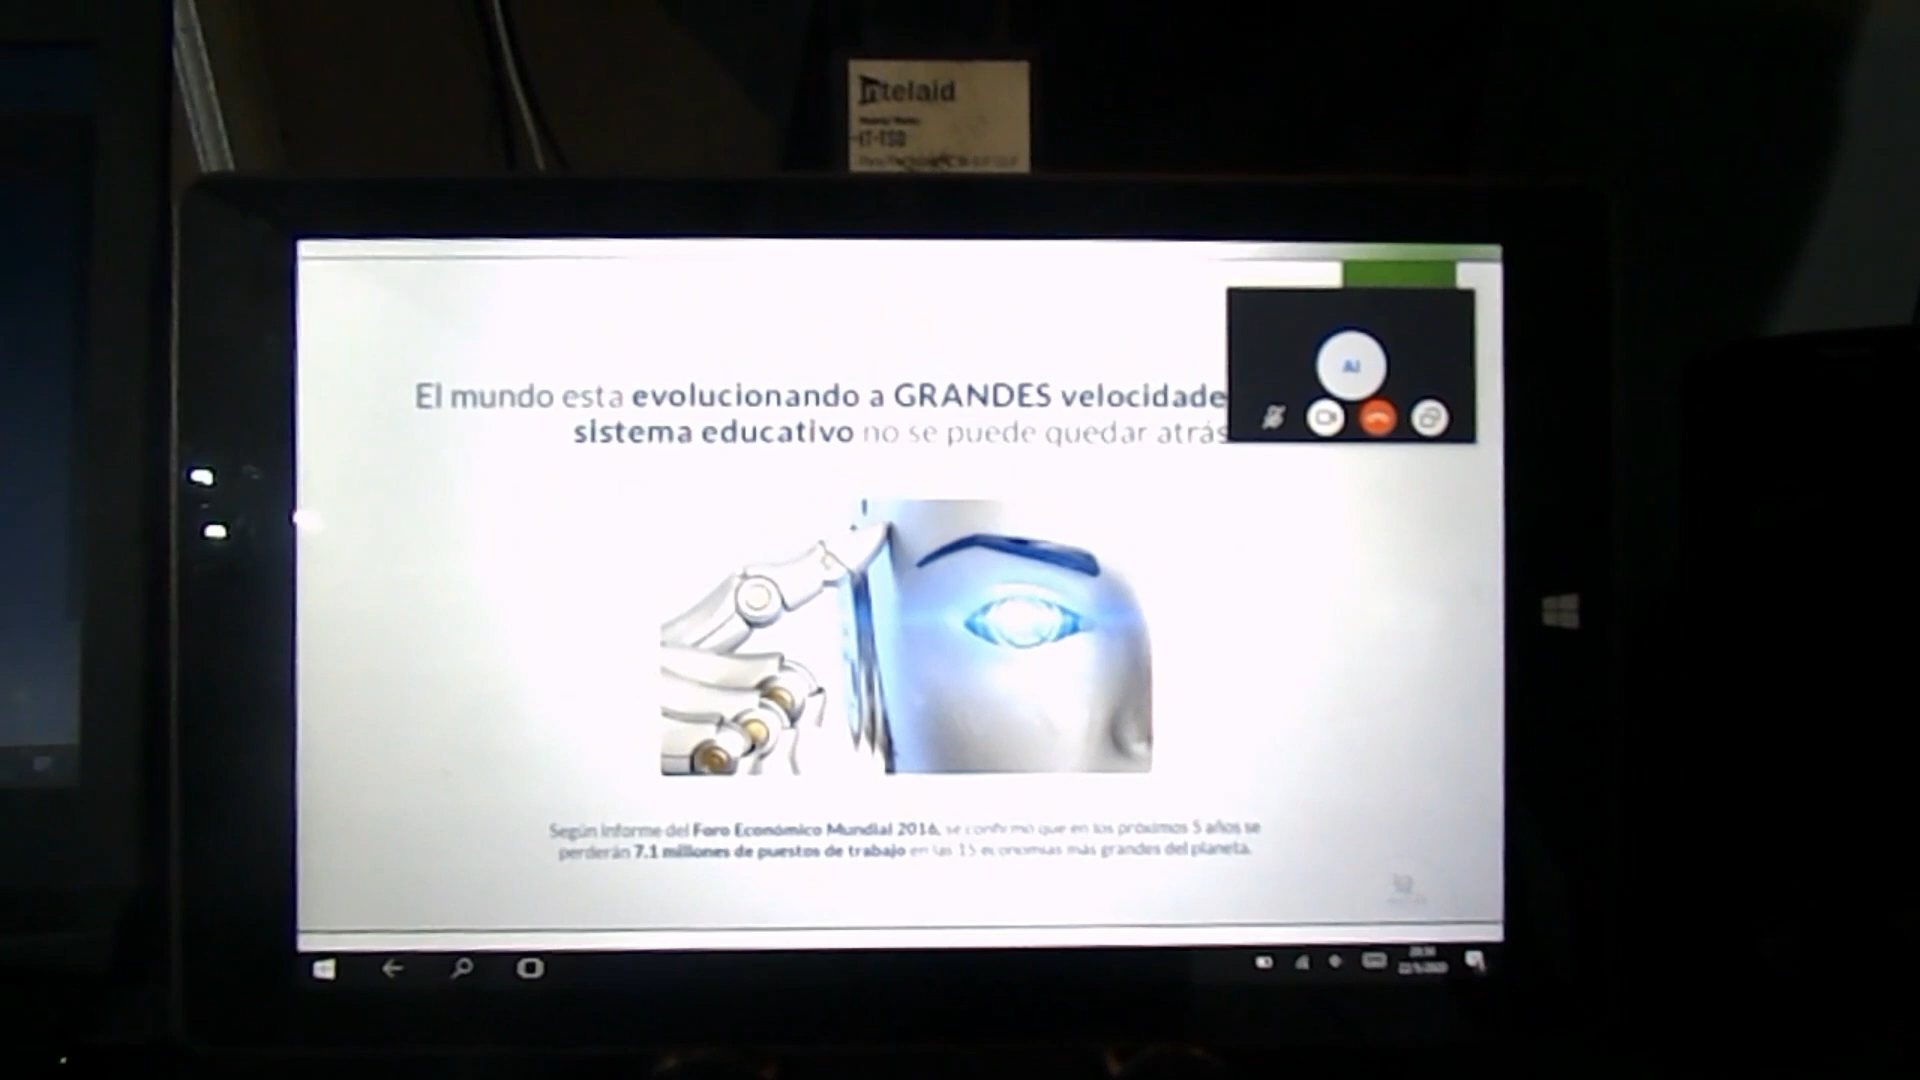 Intelaid
El mundo esta evolucionando a GRANDES velocidade
sistema educativo no se puede quedar atrás
AI
Según informe del Foro Económico Mundial 2016, se confirmó que en los próximos 5 años se
perderán 7.1 millones de puestos de trabajo en las 15 economías más grandes del planeta.